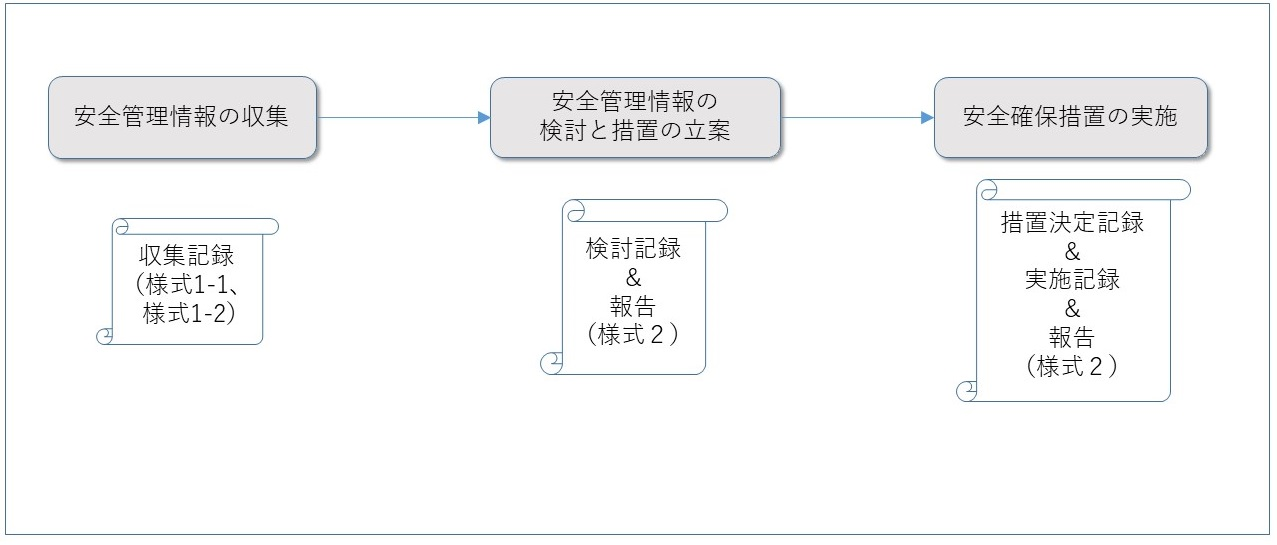 安全管理情報の収集
安全管理情報の
検討と措置の立案
安全確保措置の実施
収集記録
（様式1-1、
様式1-2）
検討記録
＆
報告
（様式２）
措置決定記録
＆
実施記録
＆
報告
（様式２）